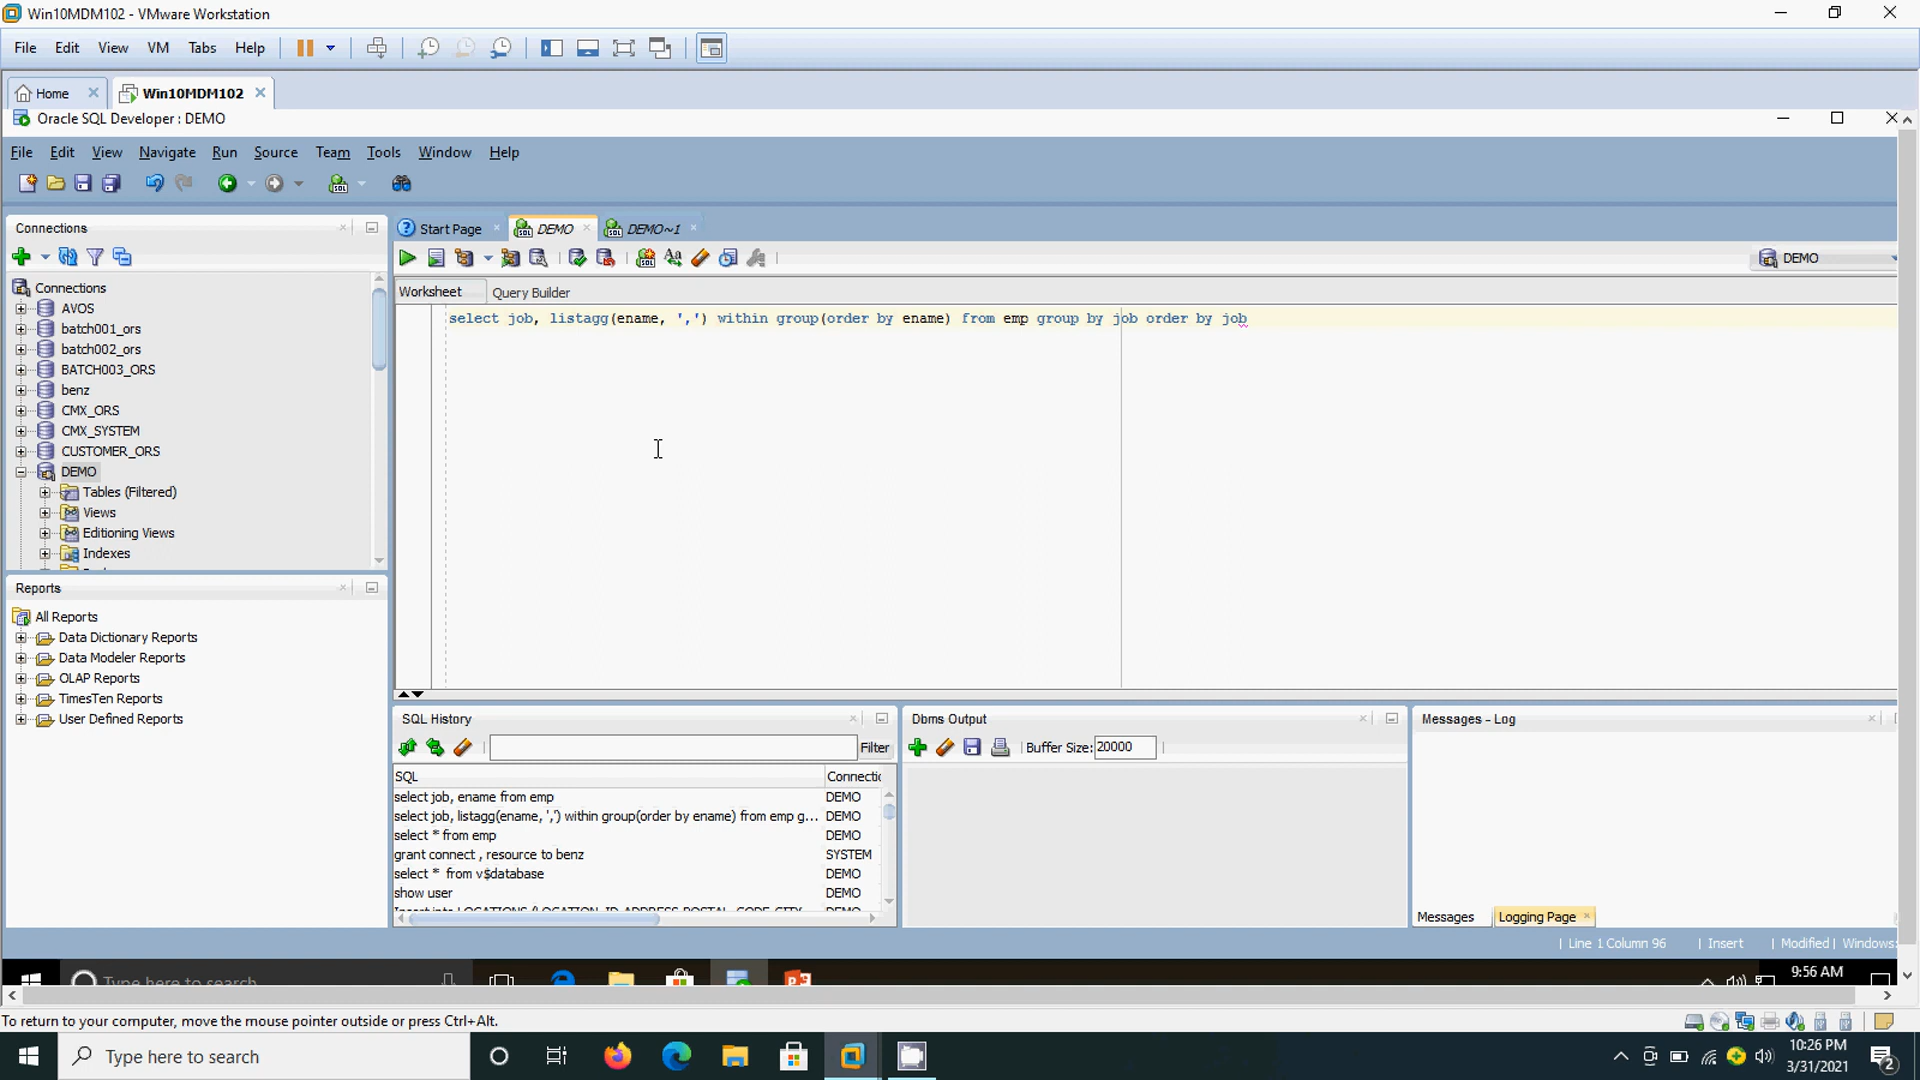 Win10MDM102 - VMware Workstation
File Edit View VM Tabs Help
Home Win10MDM102
Oracle SQL Developer : DEMO
File Edit View Navigate Run Source Team Tools Window Help
Connections
Start Page DEMO DEMO~1
DEMO
Worksheet Query Builder
select job, listagg(ename, ',') within group(order by ename) from emp group by job order by job
Connections
AVOS
batch001_ors
batch002_ors
BATCH003_ORS
benz
CMX_ORS
CMX_SYSTEM
CUSTOMER_ORS
DEMO
Tables (Filtered)
Views
Editioning Views
Indexes
Reports
All Reports
Data Dictionary Reports
Data Modeler Reports
OLAP Reports
TimesTen Reports
User Defined Reports
SQL History
Filter
SQL Connectic
select job, ename from emp DEMO
select job, listagg(ename, ',') within group(order by ename) from emp g... DEMO
select * from emp DEMO
grant connect , resource to benz SYSTEM
select * from v$database DEMO
show user DEMO
Dbms Output
Buffer Size: 20000
Messages - Log
Messages Logging Page
Line 1 Column 96 Insert Modified Windows:
Type here to search
9:56 AM
To return to your computer, move the mouse pointer outside or press Ctrl+Alt.
Type here to search
10:26 PM
3/31/2021
2